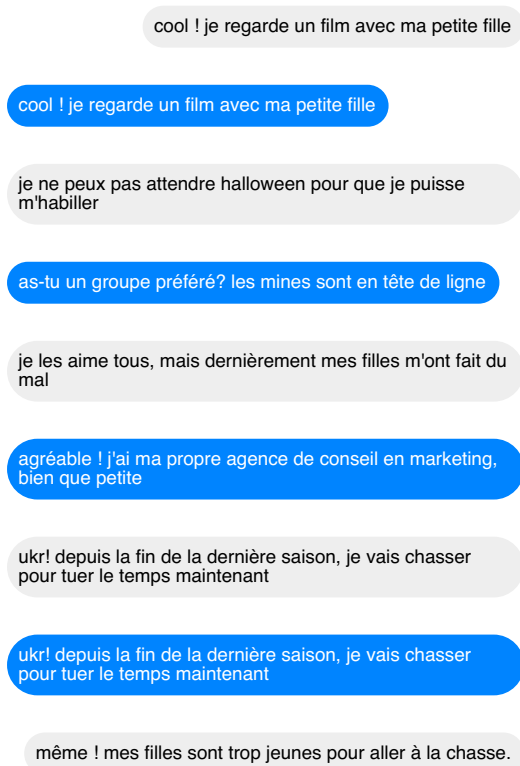 cool ! je regarde un film avec ma petite fille
cool ! je regarde un film avec ma petite fille
je ne peux pas attendre halloween pour que je puisse
m'habiller
as-tu un groupe préféré? les mines sont en tête de ligne
je les aime tous, mais dernièrement mes filles m'ont fait du
mal
agréable ! j'ai ma propre agence de conseil en marketing,
bien que petite
ukr! depuis la fin de la dernière saison, je vais chasser
pour tuer le temps maintenant
ukr! depuis la fin de la dernière saison, je vais chasser
pour tuer le temps maintenant
même ! mes filles sont trop jeunes pour aller à la chasse.